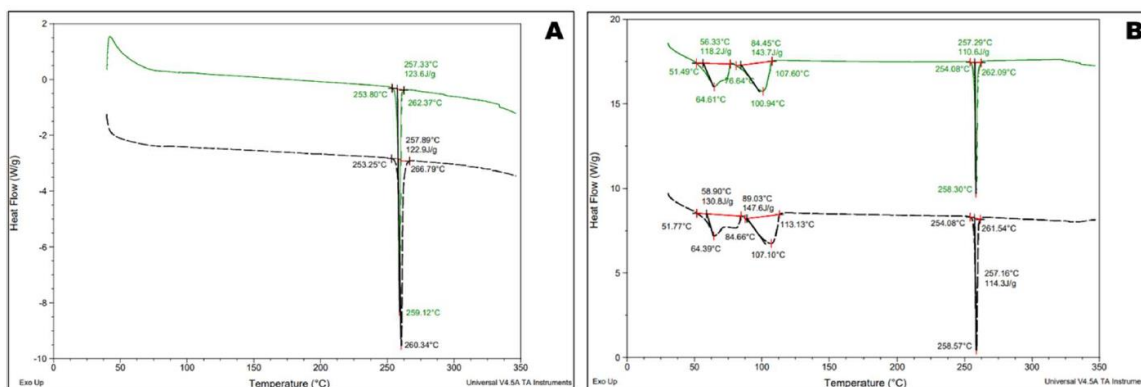 A
2
0
-2
-4
-6
-8
-10
Heat Flow (W/g)
257.33°C
123.6J/g
253.80°C
262.37°C
257.89°C
122.9J/g
253.25°C
266.79°C
259.12°C
260.34°C
0
50
100
150
200
250
300
350
Exo Up
Temperature (°C)
Universal V4.5A TA Instruments
B
20
15
10
5
0
Heat Flow (W/g)
56.33°C
118.2J/g
84.45°C
143.7J/g
257.29°C
110.6J/g
51.49°C
76.64°C
107.60°C
254.08°C
262.09°C
64.61°C
100.94°C
258.30°C
58.90°C
130.8J/g
89.03°C
147.6J/g
51.77°C
84.66°C
113.13°C
254.08°C
261.54°C
64.39°C
107.10°C
257.16°C
114.3J/g
258.57°C
0
50
100
150
200
250
300
350
Exo Up
Temperature (°C)
Universal V4.5A TA Instruments